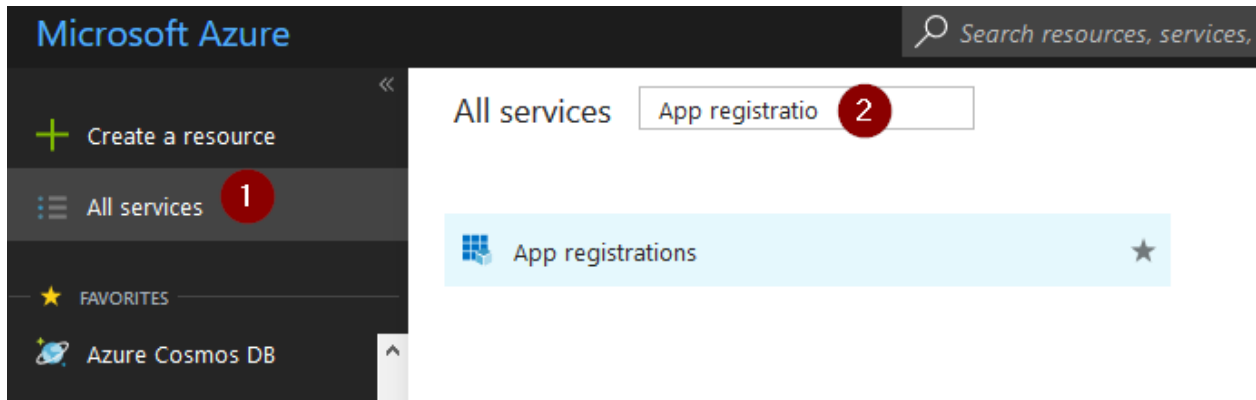 Microsoft Azure
Search resources, services,
«
Create a resource
All services
1
FAVORITES
Azure Cosmos DB
All services
App registratio
2
App registrations